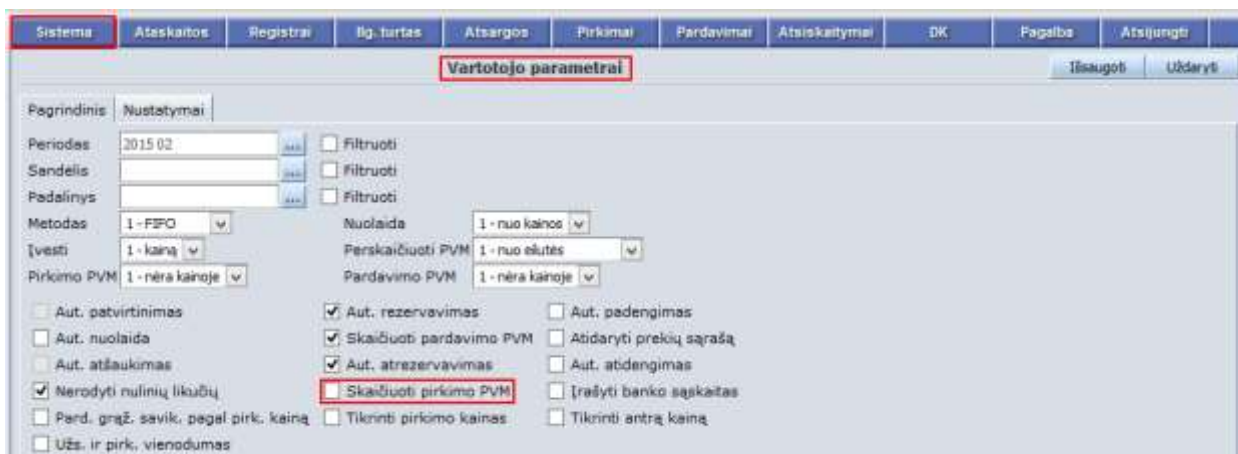 Sistema Ataskaitos Registrai Ilg. turtas Atsargos Pirkimai Pardavimai Atsiskaitymai DK Pagalba Atsijungti
Vartotojo parametrai Išsaugoti Uždaryti
Pagrindinis Nustatymai
Periodas 2015 02 ... Filtruoti
Sandėlis ... Filtruoti
Padalinys ... Filtruoti
Metodas 1 - FIFO Nuolaida 1 - nuo kainos
Įvesti 1 - kainą Perskaičiuoti PVM 1 - nuo eilutės
Pirkimo PVM 1 - nėra kainoje Pardavimo PVM 1 - nėra kainoje
Aut. patvirtinimas Aut. rezervavimas Aut. padengimas
Aut. nuolaida Skaičiuoti pardavimo PVM Atidaryti prekių sąrašą
Aut. atšaukimas Aut. atrezervavimas Aut. atidengimas
Nerodyti nulinių likučių Skaičiuoti pirkimo PVM Įrašyti banko sąskaitas
Pard. grąž. savik. pagal pirk. kainą Tikrinti pirkimo kainas Tikrinti antrą kainą
Užs. ir pirk. vienodumas